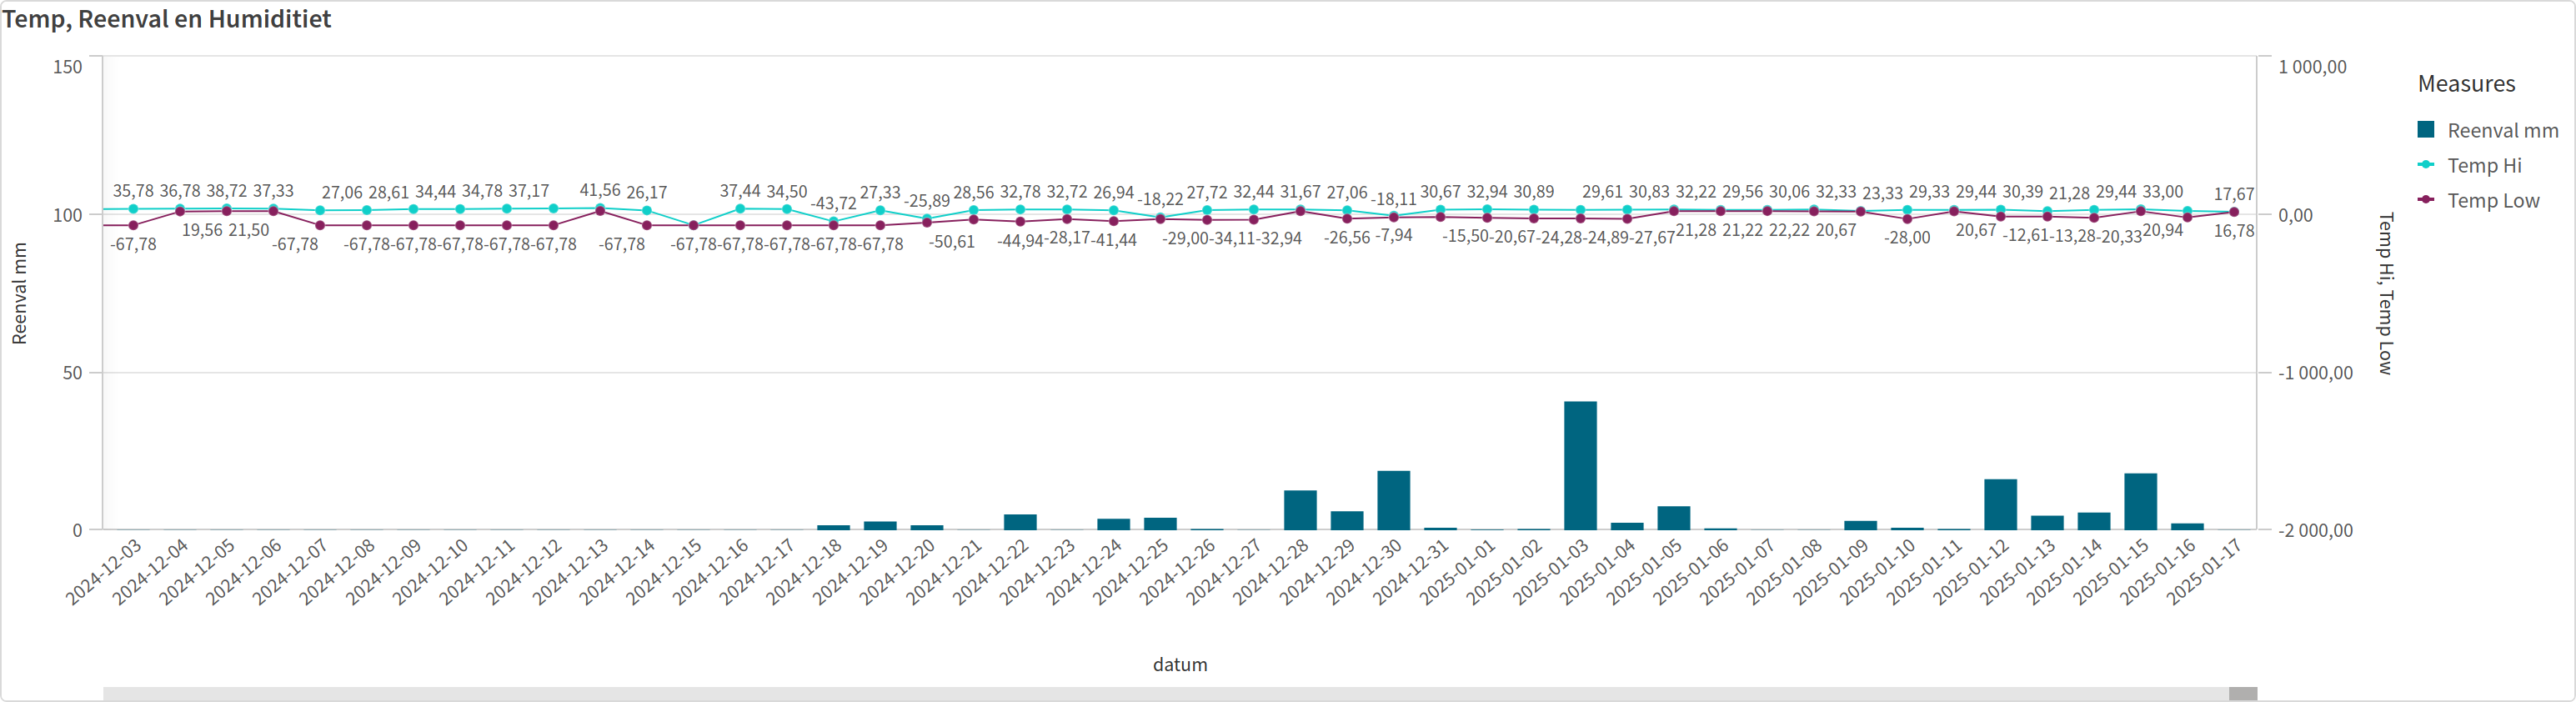 Temp, Reenval en Humiditiet
150
100
50
0
Reenval mm
1 000,00
0,00
-1 000,00
-2 000,00
Temp Hi, Temp Low
Measures
Reenval mm
Temp Hi
Temp Low
35,78 36,78 38,72 37,33 27,06 28,61 34,44 34,78 37,17 41,56 26,17 37,44 34,50 -43,72 27,33 -25,89 28,56 32,78 32,72 26,94 -18,22 27,72 32,44 31,67 27,06 -18,11 30,67 32,94 30,89 29,61 30,83 32,22 29,56 30,06 32,33 23,33 29,33 29,44 30,39 21,28 29,44 33,00 17,67
-67,78 19,56 21,50 -67,78 -67,78 -67,78 -67,78 -67,78 -67,78 -67,78 -67,78 -67,78 -67,78 -67,78 -67,78 -50,61 -44,94 -28,17 -41,44 -29,00 -34,11 -32,94 -26,56 -7,94 -15,50 -20,67 -24,28 -24,89 -27,67 21,28 21,22 22,22 20,67 -28,00 20,67 -12,61 -13,28 -20,33 20,94 16,78
2024-12-03 2024-12-04 2024-12-05 2024-12-06 2024-12-07 2024-12-08 2024-12-09 2024-12-10 2024-12-11 2024-12-12 2024-12-13 2024-12-14 2024-12-15 2024-12-16 2024-12-17 2024-12-18 2024-12-19 2024-12-20 2024-12-21 2024-12-22 2024-12-23 2024-12-24 2024-12-25 2024-12-26 2024-12-27 2024-12-28 2024-12-29 2024-12-30 2024-12-31 2025-01-01 2025-01-02 2025-01-03 2025-01-04 2025-01-05 2025-01-06 2025-01-07 2025-01-08 2025-01-09 2025-01-10 2025-01-11 2025-01-12 2025-01-13 2025-01-14 2025-01-15 2025-01-16 2025-01-17
datum